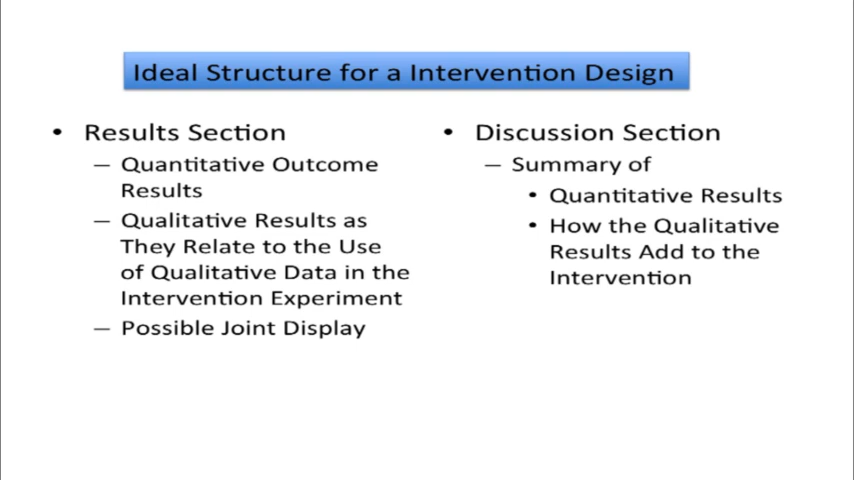 Ideal Structure for a Intervention Design
• Results Section
– Quantitative Outcome
Results
– Qualitative Results as
They Relate to the Use
of Qualitative Data in the
Intervention Experiment
– Possible Joint Display
• Discussion Section
– Summary of
• Quantitative Results
• How the Qualitative
Results Add to the
Intervention